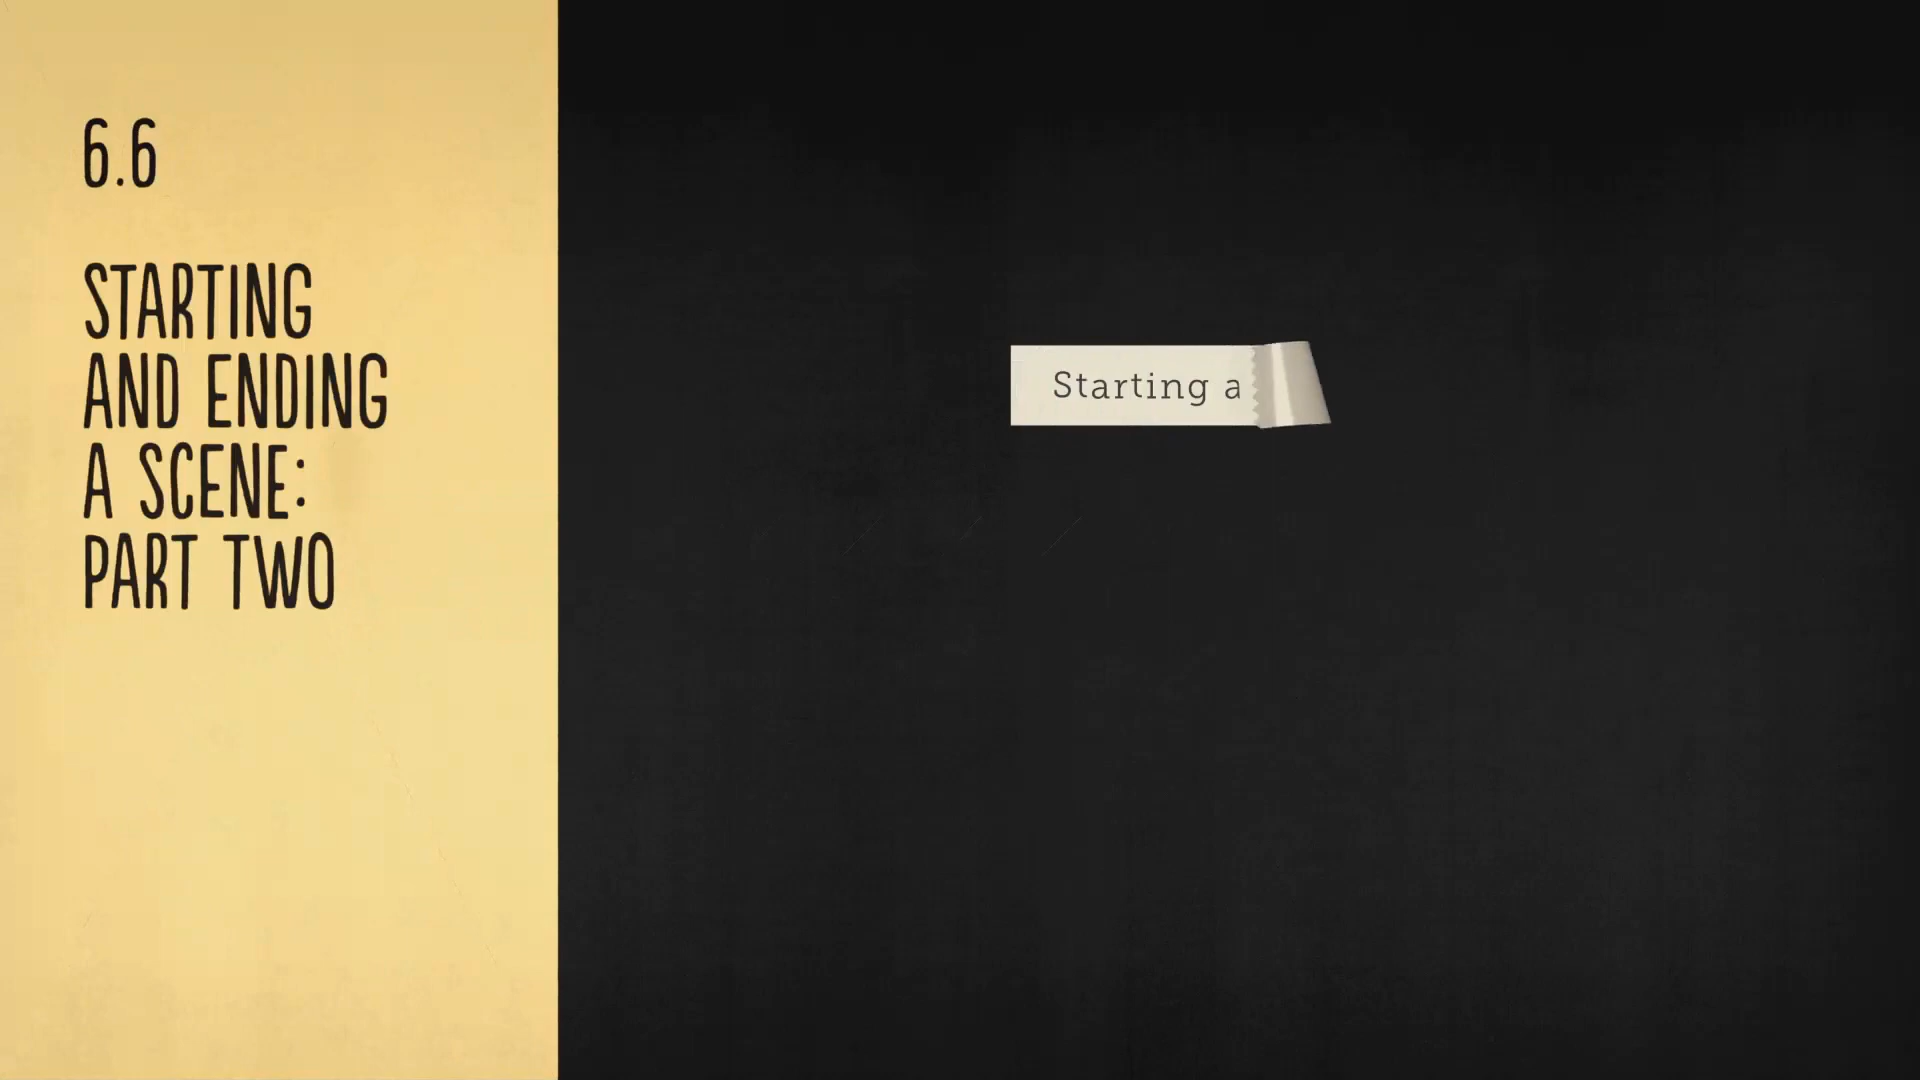 6.6
STARTING
AND ENDING
A SCENE:
PART TWO
Starting a